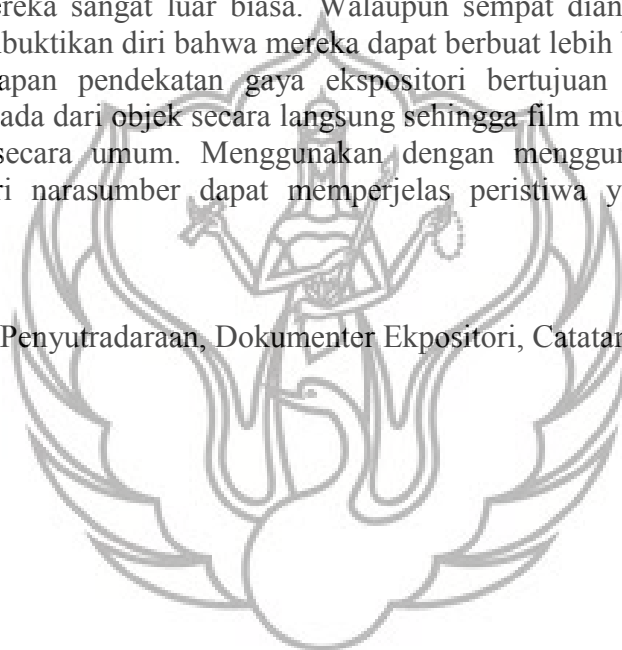 ereka sangat luar biasa. Walaupun sempat dian
buktikan diri bahwa mereka dapat berbuat lebih
apan pendekatan gaya ekspositori bertujuan
ada dari objek secara langsung sehingga film mu
secara umum. Menggunakan dengan menggun
ri narasumber dapat memperjelas peristiwa y
Penyutradaraan, Dokumenter Ekpositori, Catatan